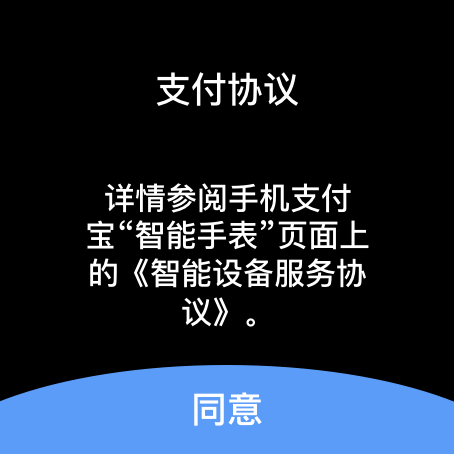 支付协议
详情参阅手机支付
宝“智能手表”页面上
的《智能设备服务协
议》。
同意